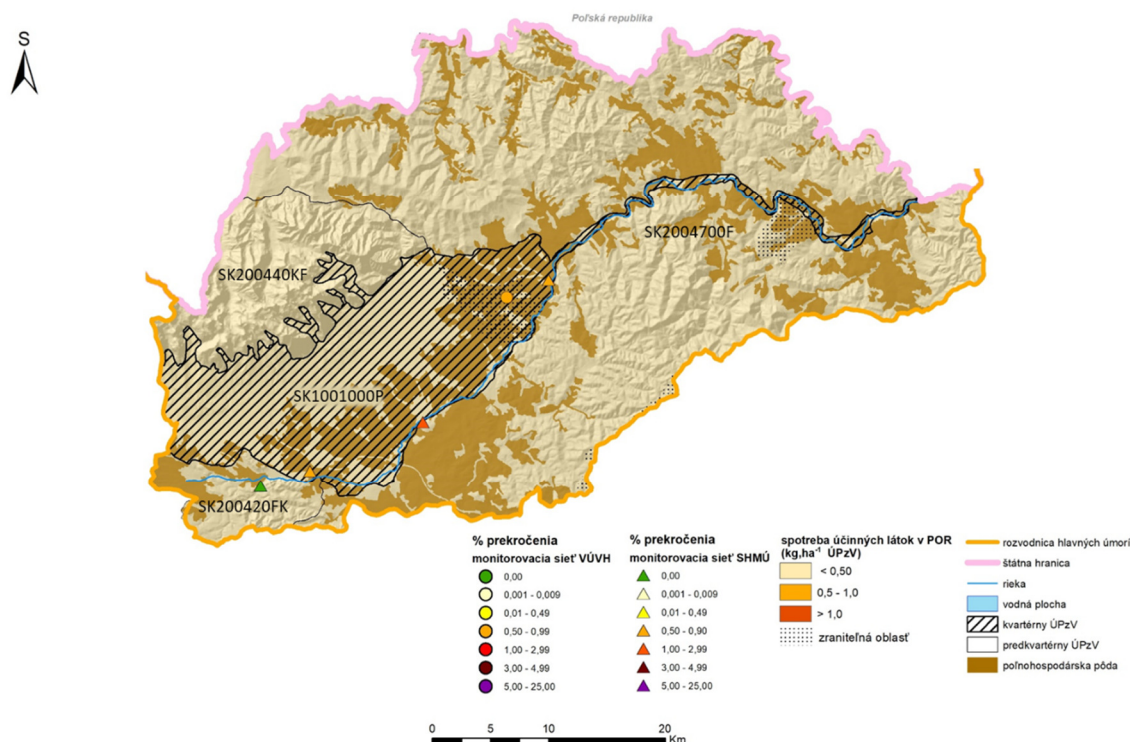 Poľská republika
S
SK2004700F
SK200440KF
SK1001000P
SK200420FK
% prekročenia
monitorovacia sieť VÚVH
0,00
0,001 - 0,009
0,01 - 0,49
0,50 - 0,99
1,00 - 2,99
3,00 - 4,99
5,00 - 25,00
% prekročenia
monitorovacia sieť SHMÚ
0,00
0,001 - 0,009
0,01 - 0,49
0,50 - 0,90
1,00 - 2,99
3,00 - 4,99
5,00 - 25,00
spotreba účinných látok v POR
(kg,ha⁻¹ ÚPzV)
< 0,50
0,5 - 1,0
> 1,0
zraniteľná oblasť
rozvodnica hlavných úmorí
štátna hranica
rieka
vodná plocha
kvartérny ÚPzV
predkvartérny ÚPzV
poľnohospodárska pôda
0 5 10 20
Km